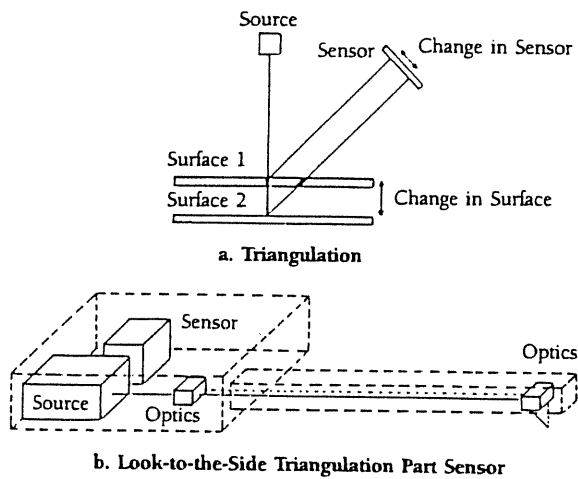 Source
Sensor
Change in Sensor
Surface 1
Surface 2
Change in Surface
a. Triangulation
Sensor
Optics
Source
Optics
b. Look-to-the-Side Triangulation Part Sensor